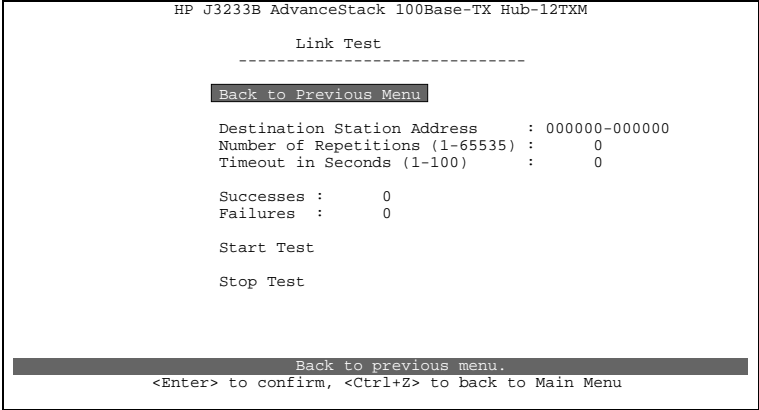 HP J3233B AdvanceStack 100Base-TX Hub-12TXM
Link Test
------------------------------
Back to Previous Menu
Destination Station Address : 000000-000000
Number of Repetitions (1-65535) : 0
Timeout in Seconds (1-100) : 0
Successes : 0
Failures : 0
Start Test
Stop Test
Back to previous menu.
<Enter> to confirm, <Ctrl+Z> to back to Main Menu